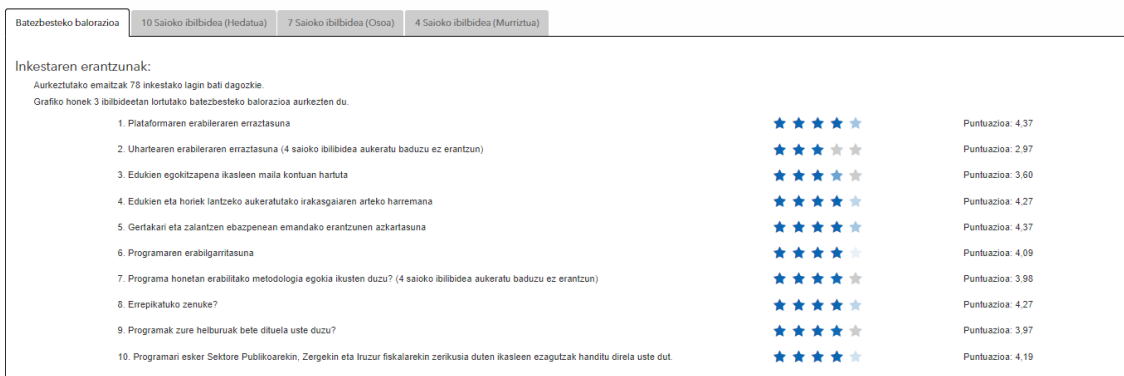 Batezbesteko balorazioa 10 Saioko ibilbidea (Hedatua) 7 Saioko ibilbidea (Osoa) 4 Saioko ibilbidea (Murriztua)
Inkestaren erantzunak:
Aurkeztutako emaitzak 78 inkestako lagin bati dagozkie.
Grafiko honek 3 ibilbideetan lortutako batezbesteko balorazioa aurkezten du.
1. Plataformaren erabileraren erraztasuna Puntuazioa: 4,37
2. Uhartearen erabileraren erraztasuna (4 saioko ibilibidea aukeratu baduzu ez erantzun) Puntuazioa: 2,97
3. Edukien egokitzapena ikasleen maila kontuan hartuta Puntuazioa: 3,60
4. Edukien eta horiek lantzeko aukeratutako irakasgaiaren arteko harremana Puntuazioa: 4,27
5. Gertakari eta zalantzen ebazpenean emandako erantzunen azkartasuna Puntuazioa: 4,37
6. Programaren erabilgarritasuna Puntuazioa: 4,09
7. Programa honetan erabilitako metodologia egokia ikusten duzu? (4 saioko ibilibidea aukeratu baduzu ez erantzun) Puntuazioa: 3,98
8. Errepikatuko zenuke? Puntuazioa: 4,27
9. Programak zure helburuak bete dituela uste duzu? Puntuazioa: 3,97
10. Programari esker Sektore Publikoarekin, Zergekin eta Iruzur fiskalarekin zerikusia duten ikasleen ezagutzak handitu direla uste dut. Puntuazioa: 4,19